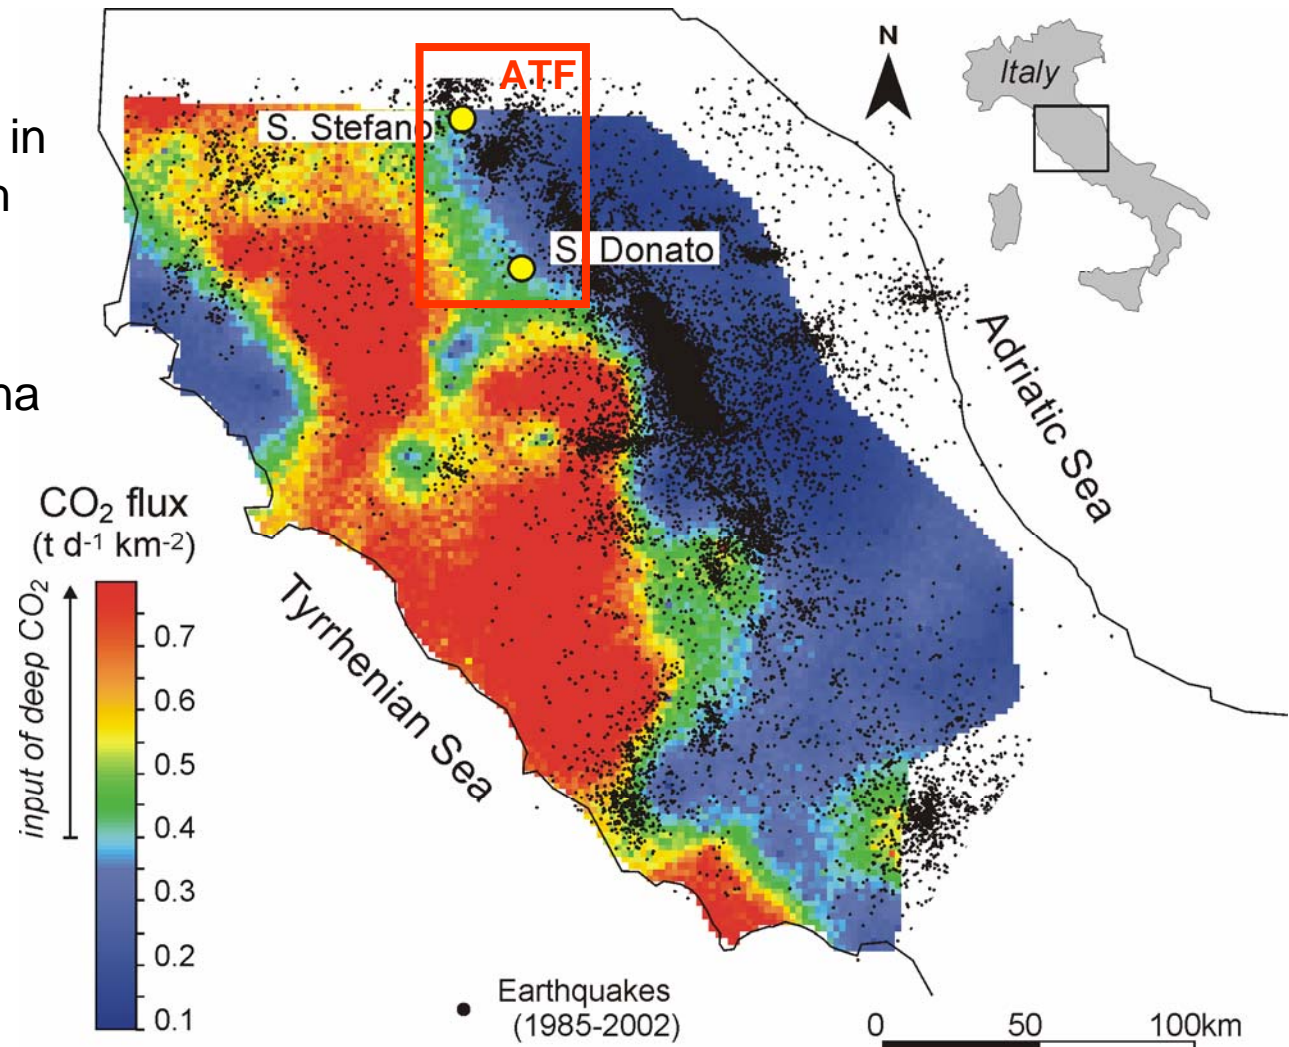 in
n
na
ATF
S. Stefano
S. Donato
N
Italy
Adriatic Sea
Tyrrhenian Sea
CO₂ flux
(t d⁻¹ km⁻²)
input of deep CO₂
0.7
0.6
0.5
0.4
0.3
0.2
0.1
Earthquakes
(1985-2002)
0 50 100km